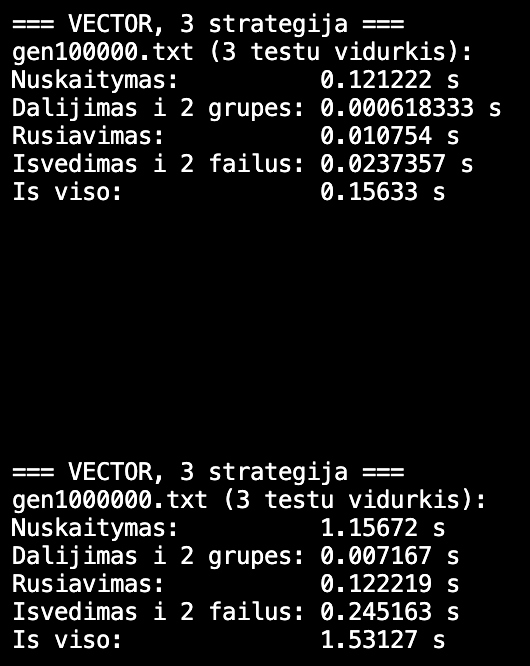 === VECTOR, 3 strategija ===
gen100000.txt (3 testu vidurkis):
Nuskaitymas: 0.121222 s
Dalijimas i 2 grupes: 0.000618333 s
Rusiavimas: 0.010754 s
Isvedimas i 2 failus: 0.0237357 s
Is viso: 0.15633 s
=== VECTOR, 3 strategija ===
gen1000000.txt (3 testu vidurkis):
Nuskaitymas: 1.15672 s
Dalijimas i 2 grupes: 0.007167 s
Rusiavimas: 0.122219 s
Isvedimas i 2 failus: 0.245163 s
Is viso: 1.53127 s